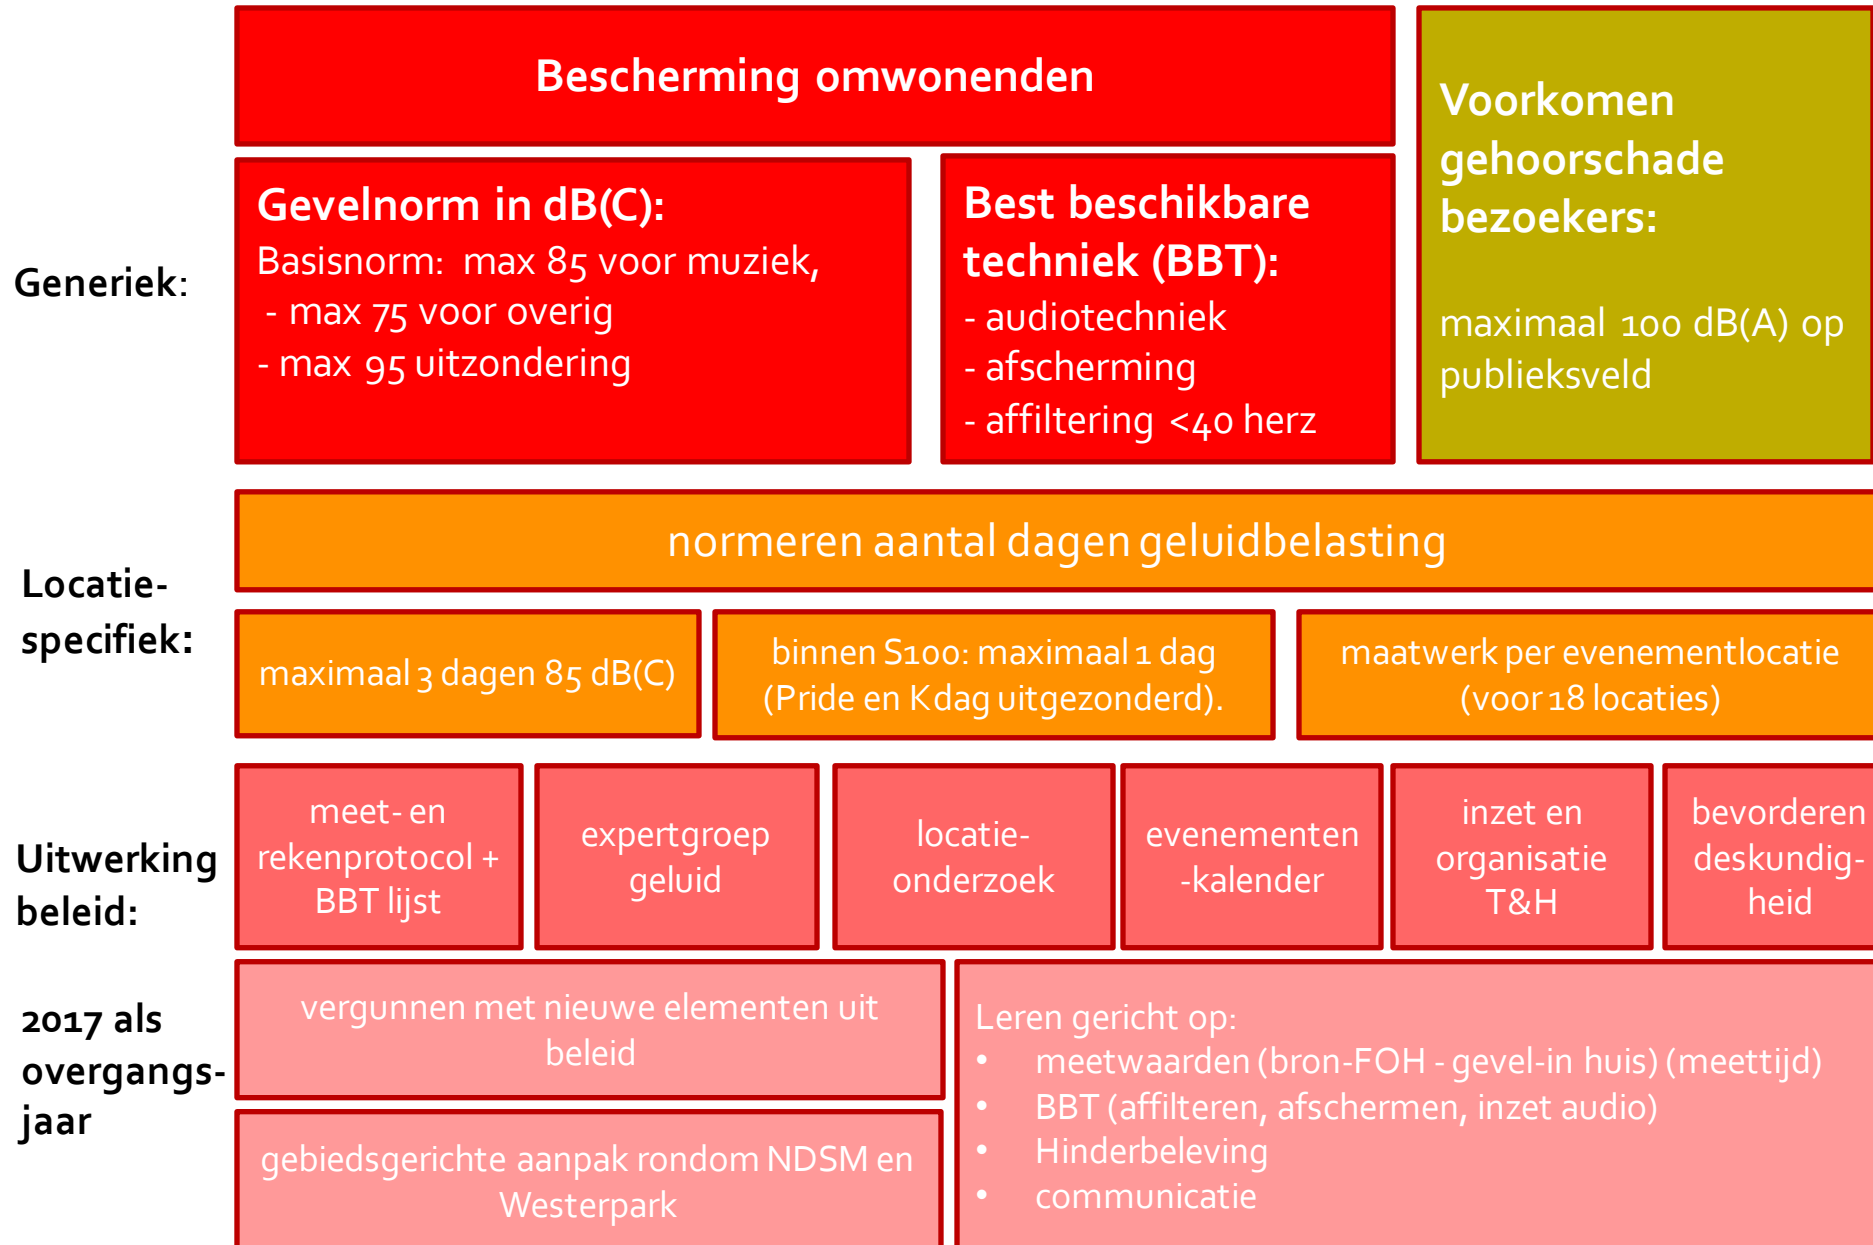 Bescherming omwonenden
Voorkomen
gehoorschade
bezoekers:
maximaal 100 dB(A) op
publieksveld
Generiek:
Gevelnorm in dB(C):
Basisnorm: max 85 voor muziek,
- max 75 voor overig
- max 95 uitzondering
Best beschikbare
techniek (BBT):
- audiotechniek
- afscherming
- affiltering <40 herz
Locatie-
specifiek:
normeren aantal dagen geluidbelasting
maximaal 3 dagen 85 dB(C)
binnen S100: maximaal 1 dag
(Pride en Kdag uitgezonderd).
maatwerk per evenementlocatie
(voor 18 locaties)
Uitwerking
beleid:
meet- en
rekenprotocol +
BBT lijst
expertgroep
geluid
locatie-
onderzoek
evenementen
-kalender
inzet en
organisatie
T&H
bevorderen
deskundig-
heid
2017 als
overgangs-
jaar
vergunnen met nieuwe elementen uit
beleid
gebiedsgerichte aanpak rondom NDSM en
Westerpark
Leren gericht op:
• meetwaarden (bron-FOH - gevel-in huis) (meettijd)
• BBT (affilteren, afschermen, inzet audio)
• Hinderbeleving
• communicatie